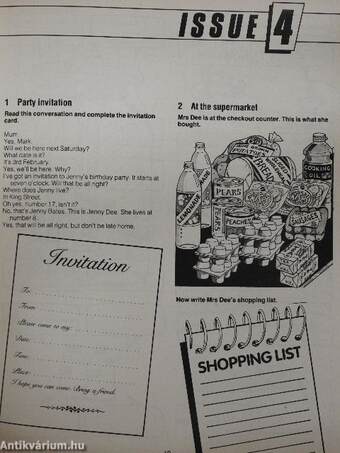 ISSUE 4
1 Party invitation
Read this conversation and complete the invitation
card.
Mum.
Yes, Mark.
Will we be here next Saturday?
What date is it?
It's 3rd February.
Yes, we'll be here. Why?
I've got an invitation to Jenny's birthday party. It starts at
seven o'clock. Will that be all right?
Where does Jenny live?
In King Street.
Oh yes, number 17, isn't it?
No, that's Jenny Bates. This is Jenny Dee. She lives at
number 8.
Yes, that will be all right, but don't be late home.
Invitation
To:
From:
Please come to my
Date:
Time:
Place:
I hope you can come. Bring a friend.
2 At the supermarket
Mrs Dee is at the checkout counter. This is what she
bought.
POTATOES
BREAD
COOKING
OIL
LEMONADE
LEMONADE
PEARS
PEARS
PEACHES
SAUSAGES
Now write Mrs Dee's shopping list.
SHOPPING LIST
Antikvárium.hu